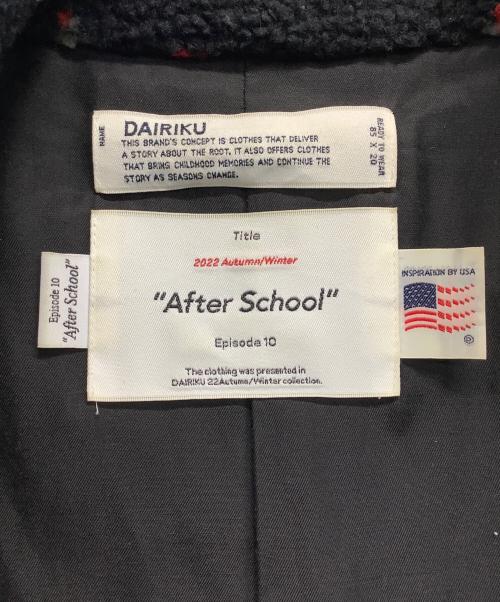 NAME
DAIRIKU
THIS BRAND'S CONCEPT IS CLOTHES THAT DELIVER
A STORY ABOUT THE ROOT. IT ALSO OFFERS CLOTHES
THAT BRING CHILDHOOD MEMORIES AND CONTINUE THE
STORY AS SEASONS CHANGE.
READY TO WEAR
85 X 20
Title
2022 Autumn/Winter
"After School"
Episode 10
The clothing was presented in
DAIRIKU 22Autumn/Winter collection.
Episode 10
"After School"
INSPIRATION BY USA